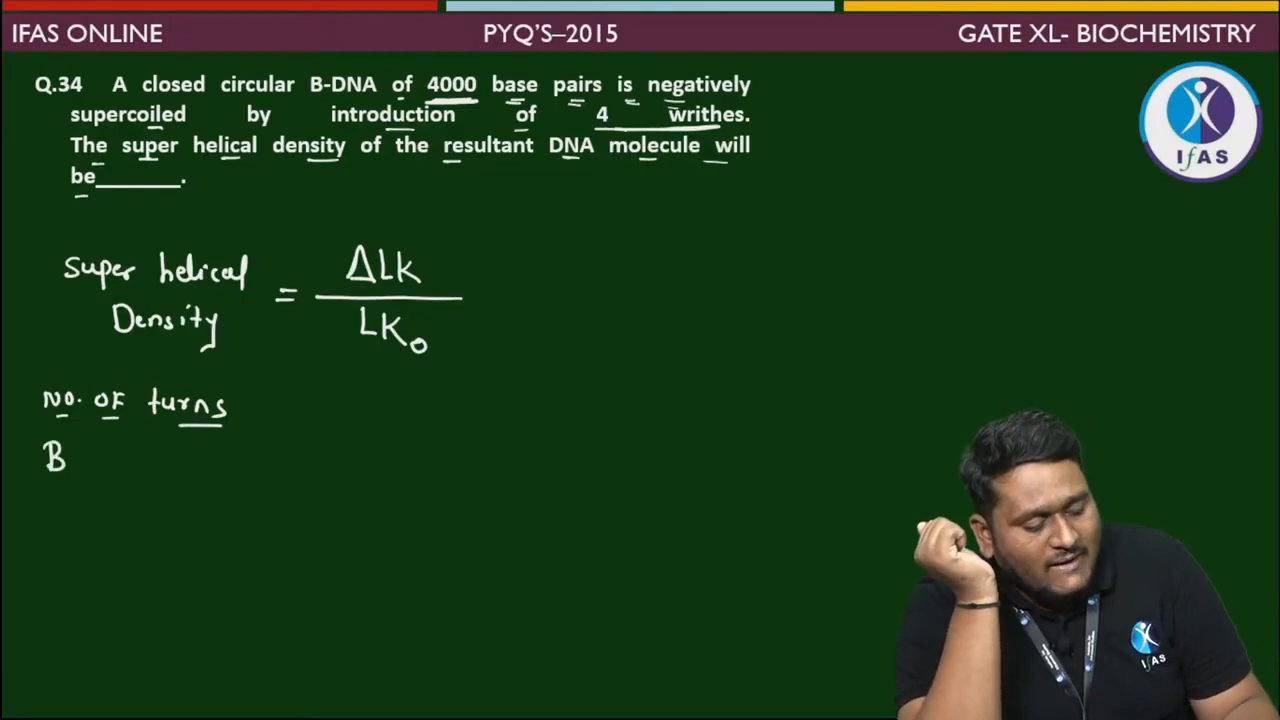 IFAS ONLINE PYQ'S–2015 GATE XL- BIOCHEMISTRY
Q.34 A closed circular B-DNA of 4000 base pairs is negatively
supercoiled by introduction of 4 writhes.
The super helical density of the resultant DNA molecule will
be_______.
IFAS
Super helical
Density = ΔLK / LK₀
No. OF turns
B
IFAS